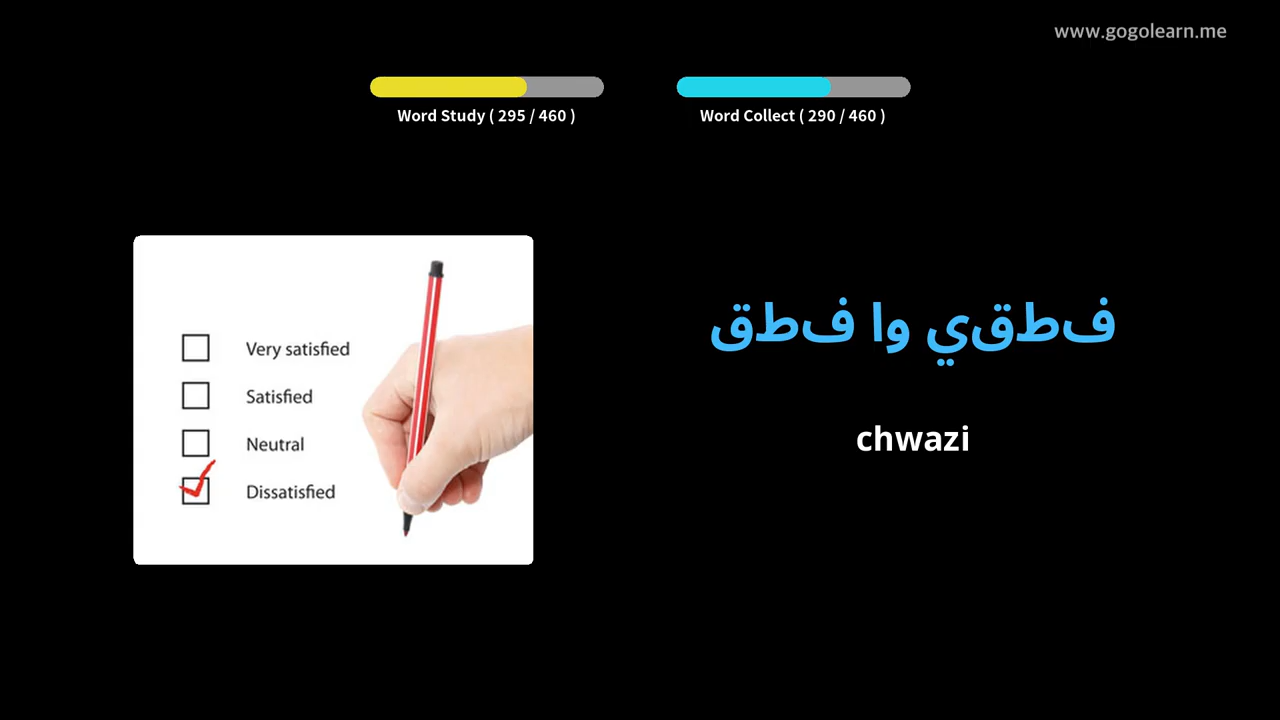 www.gogolearn.me
Word Study ( 295 / 460 )
Word Collect ( 290 / 460 )
Very satisfied
Satisfied
Neutral
Dissatisfied
فطقي وا فطق
chwazi